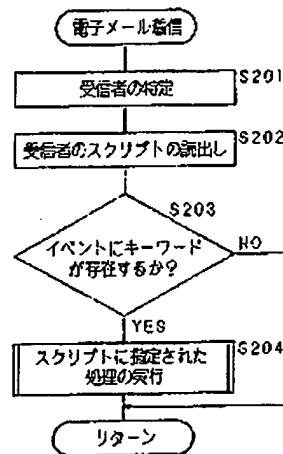 電子メール着信
S201
受信者の特定
S202
受信者のスクリプトの読出し
S203
イベントにキーワード
が存在するか?
NO
YES
S204
スクリプトに指定された
処理の実行
リターン